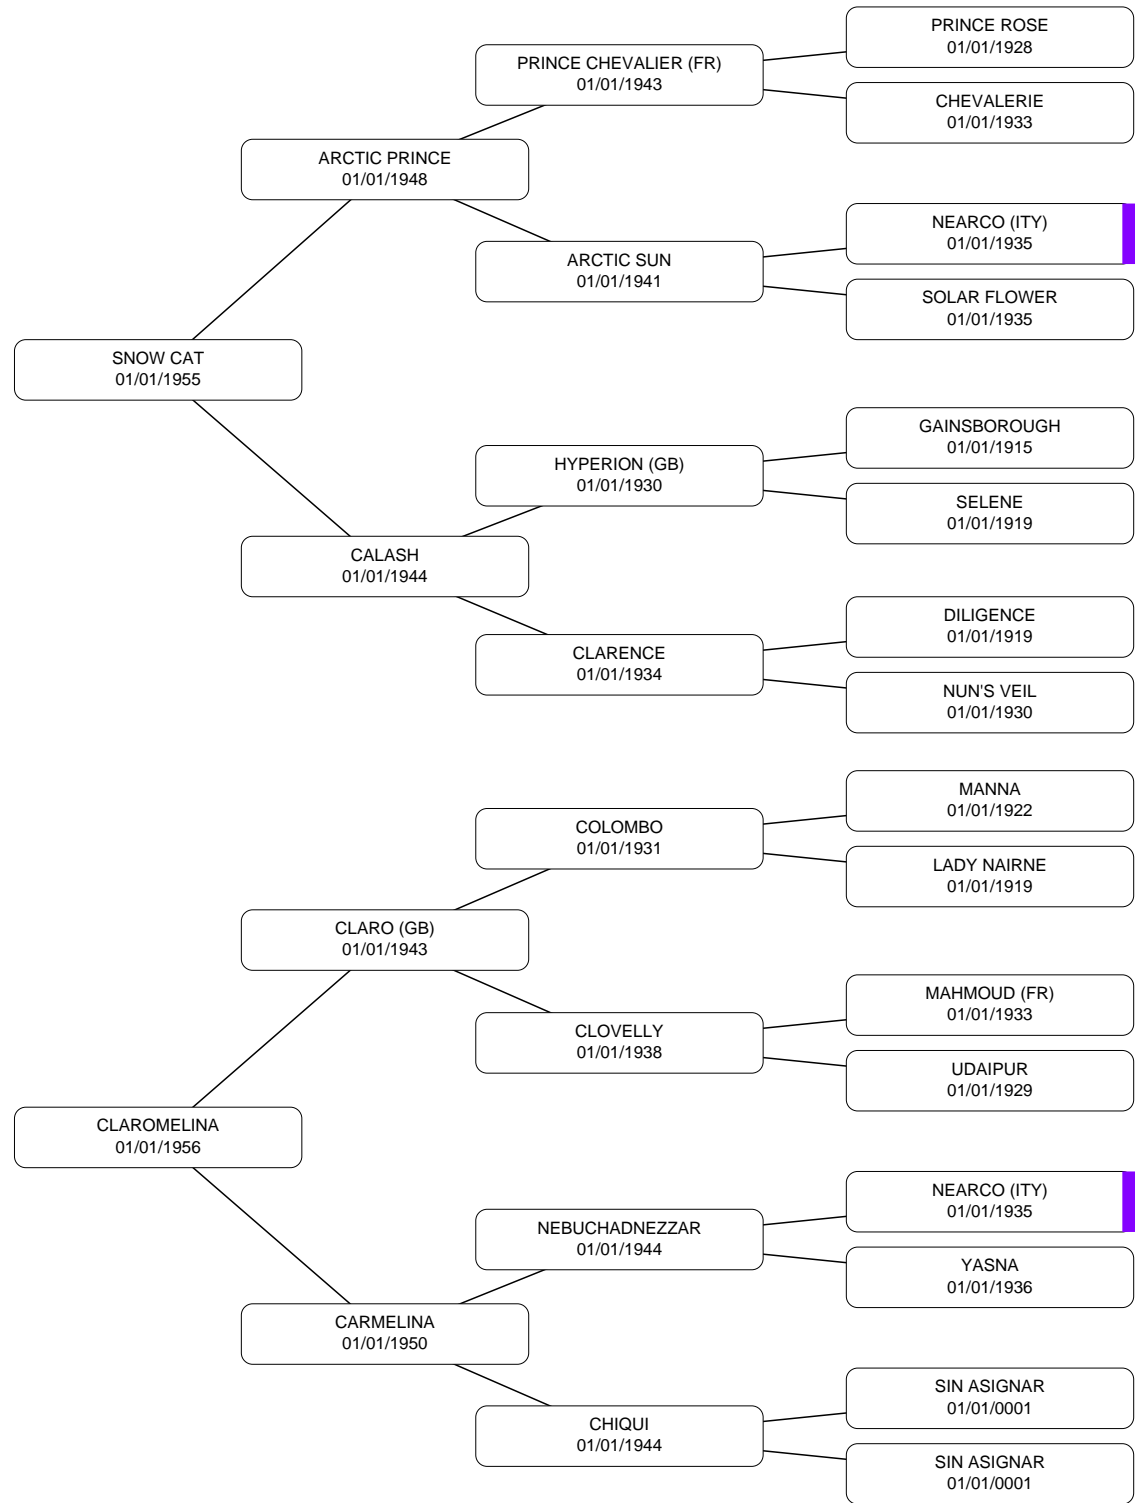 PRINCE ROSE
01/01/1928
PRINCE CHEVALIER (FR)
01/01/1943
CHEVALERIE
01/01/1933
ARCTIC PRINCE
01/01/1948
NEARCO (ITY)
01/01/1935
ARCTIC SUN
01/01/1941
SOLAR FLOWER
01/01/1935
SNOW CAT
01/01/1955
GAINSBOROUGH
01/01/1915
HYPERION (GB)
01/01/1930
SELENE
01/01/1919
CALASH
01/01/1944
DILIGENCE
01/01/1919
CLARENCE
01/01/1934
NUN'S VEIL
01/01/1930
MANNA
01/01/1922
COLOMBO
01/01/1931
LADY NAIRNE
01/01/1919
CLARO (GB)
01/01/1943
MAHMOUD (FR)
01/01/1933
CLOVELLY
01/01/1938
UDAIPUR
01/01/1929
CLAROMELINA
01/01/1956
NEARCO (ITY)
01/01/1935
NEBUCHADNEZZAR
01/01/1944
YASNA
01/01/1936
CARMELINA
01/01/1950
SIN ASIGNAR
01/01/0001
CHIQUI
01/01/1944
SIN ASIGNAR
01/01/0001